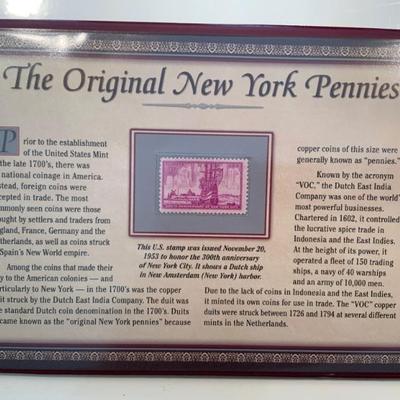 The Original New York Pennies
Prior to the establishment
of the United States Mint
the late 1700's, there was
national coinage in America.
stead, foreign coins were
cepted in trade. The most
mmonly seen coins were those
ought by settlers and traders from
gland, France, Germany and the
therlands, as well as coins struck
Spain's New World empire.
Among the coins that made their
y to the American colonies — and
rticularly to New York — in the 1700's was the copper
it struck by the Dutch East India Company. The duit was
e standard Dutch coin denomination in the 1700's. Duits
came known as the "original New York pennies" because
This U.S. stamp was issued November 20,
1953 to honor the 300th anniversary
of New York City. It shows a Dutch ship
in New Amsterdam (New York) harbor.
copper coins of this size were
generally known as "pennies."
Known by the acronym
"VOC," the Dutch East India
Company was one of the world's
most powerful businesses.
Chartered in 1602, it controlled
the lucrative spice trade in
Indonesia and the East Indies.
At the height of its power, it
operated a fleet of 150 trading
ships, a navy of 40 warships
and an army of 10,000 men.
Due to the lack of coins in Indonesia and the East Indies,
it minted its own coins for use in trade. The "VOC" copper
duits were struck between 1726 and 1794 at several different
mints in the Netherlands.